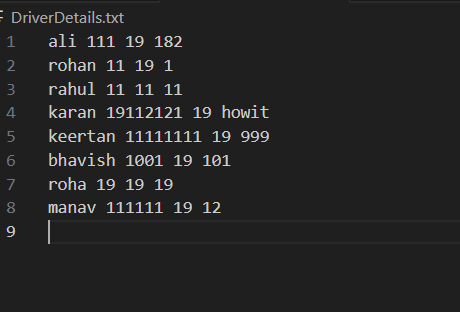 DriverDetails.txt
1 ali 111 19 182
2 rohan 11 19 1
3 rahul 11 11 11
4 karan 19112121 19 howit
5 keertan 11111111 19 999
6 bhavish 1001 19 101
7 roha 19 19 19
8 manav 111111 19 12
9